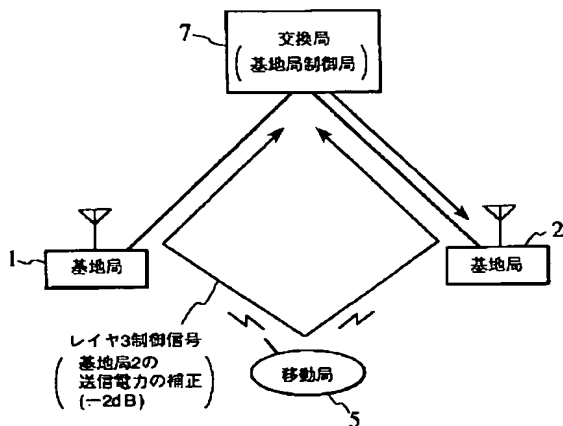 7
交換局
(基地局制御局)
1
基地局
2
基地局
レイヤ3制御信号
(基地局2の
送信電力の補正
(−2dB))
移動局
5